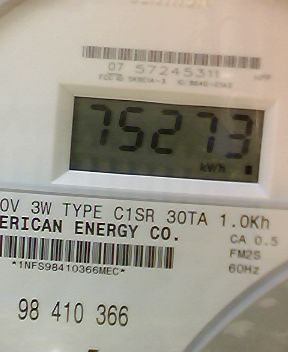 07 57245311
75273
kWh
0V 3W TYPE C1SR 30TA 1.0Kh
ERICAN ENERGY CO.
CA 0.5
FM2S
*1NFS98410366MEC*
60Hz
98 410 366